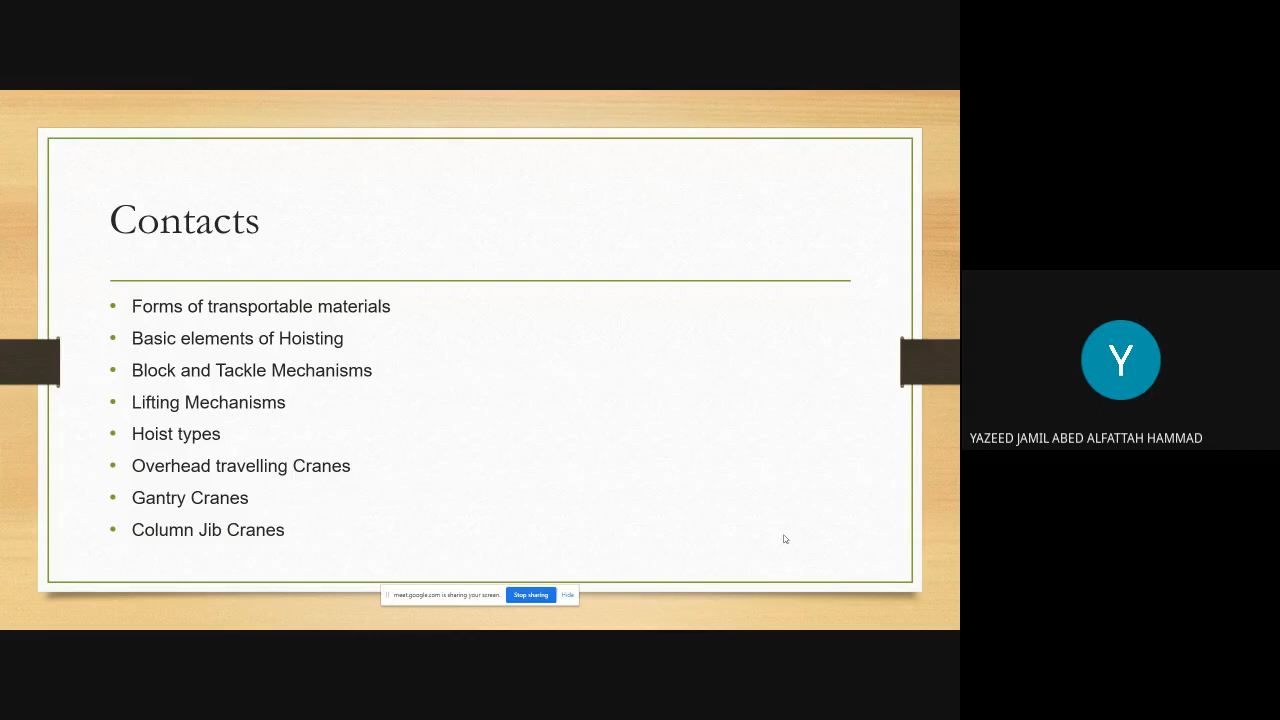 Contacts
• Forms of transportable materials
• Basic elements of Hoisting
• Block and Tackle Mechanisms
• Lifting Mechanisms
• Hoist types
• Overhead travelling Cranes
• Gantry Cranes
• Column Jib Cranes
meet.google.com is sharing your screen. Stop sharing Hide
Y
YAZEED JAMIL ABED ALFATTAH HAMMAD